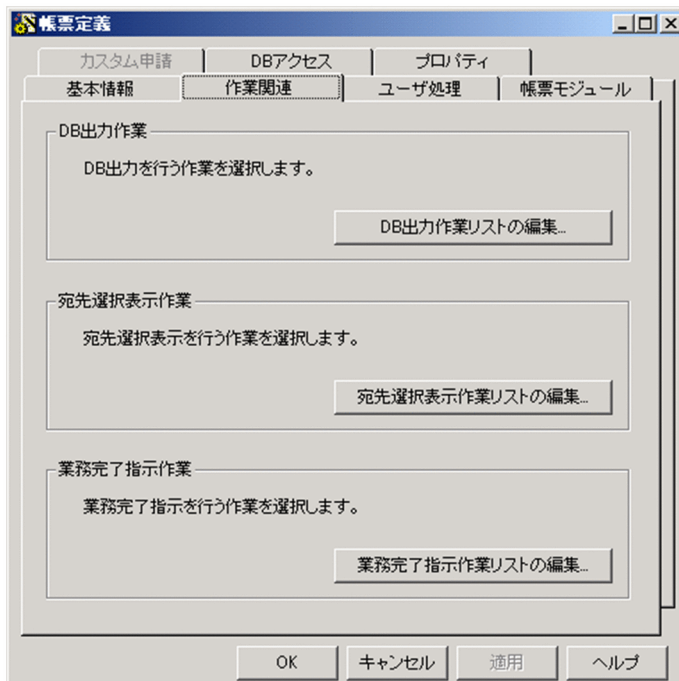 帳票定義
カスタム申請 DBアクセス プロパティ
基本情報 作業関連 ユーザ処理 帳票モジュール
DB出力作業
DB出力を行う作業を選択します。
DB出力作業リストの編集...
宛先選択表示作業
宛先選択表示を行う作業を選択します。
宛先選択表示作業リストの編集...
業務完了指示作業
業務完了指示を行う作業を選択します。
業務完了指示作業リストの編集...
OK キャンセル 適用 ヘルプ